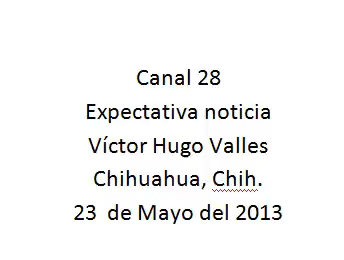 Canal 28
Expectativa noticia
Víctor Hugo Valles
Chihuahua, Chih.
23  de Mayo del 2013